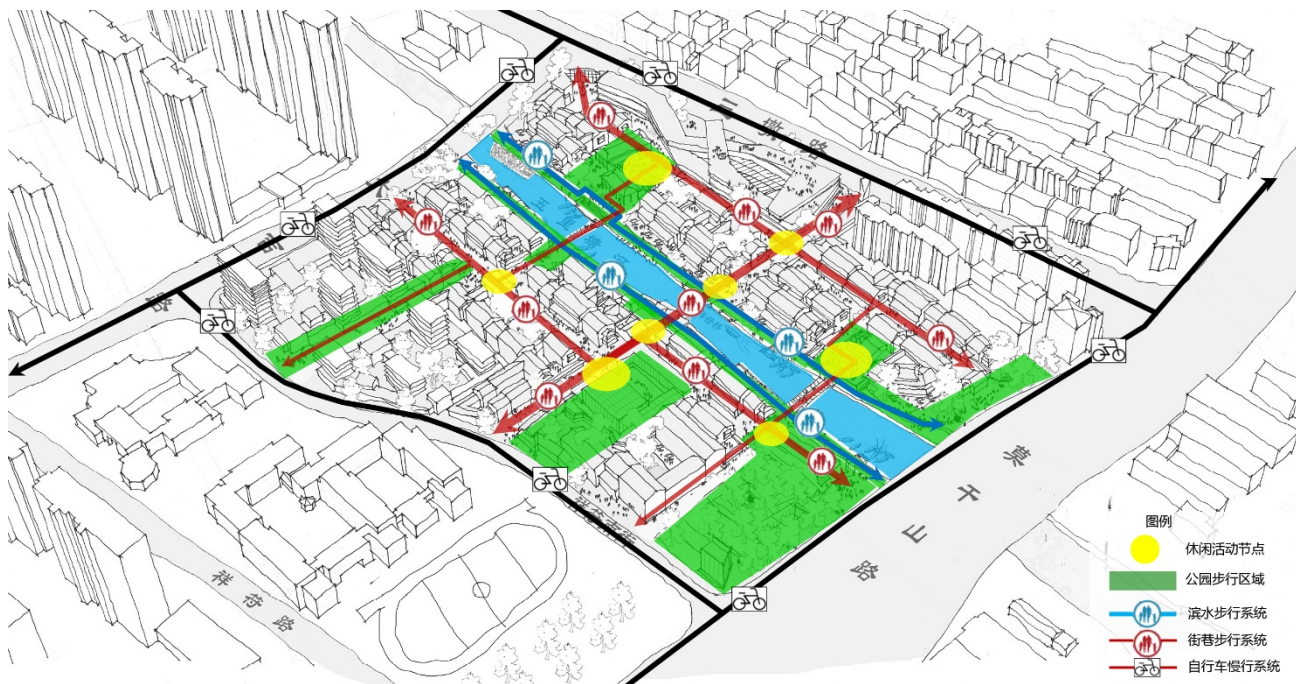 路
莫
干
山
路
祥符路
图例
休闲活动节点
公园步行区域
滨水步行系统
街巷步行系统
自行车慢行系统